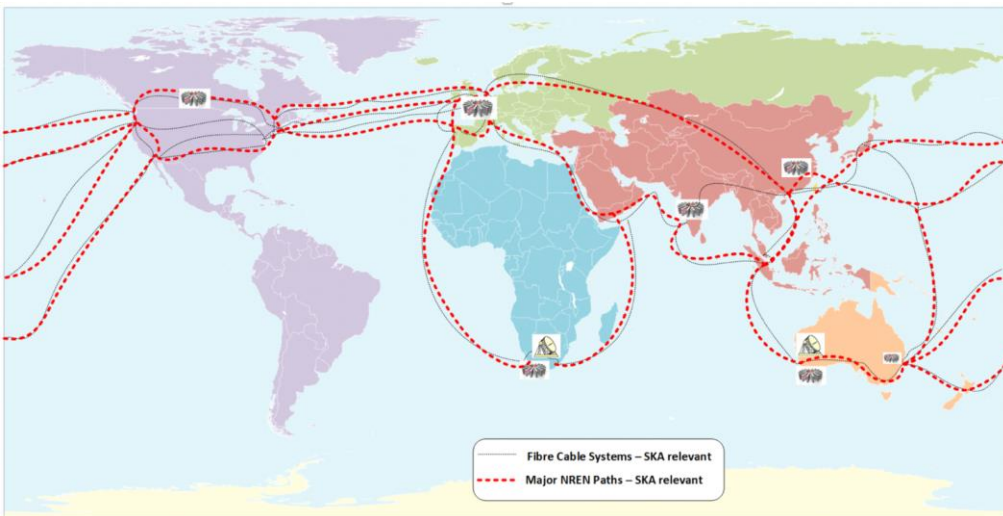 Fibre Cable Systems – SKA relevant
Major NREN Paths – SKA relevant